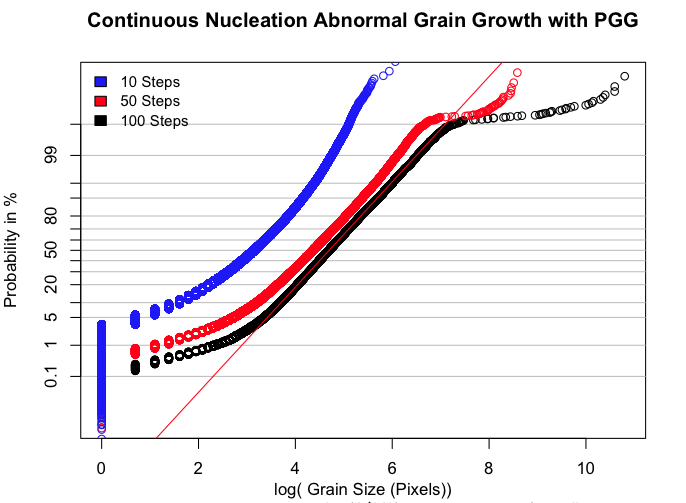 Continuous Nucleation Abnormal Grain Growth with PGG
10 Steps
50 Steps
100 Steps
Probability in %
99
80
50
20
5
1
0.1
0 2 4 6 8 10
log( Grain Size (Pixels))